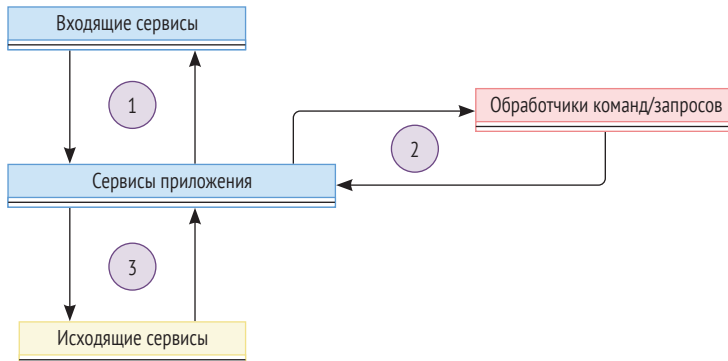 Входящие сервисы
1
Обработчики команд/запросов
2
Сервисы приложения
3
Исходящие сервисы